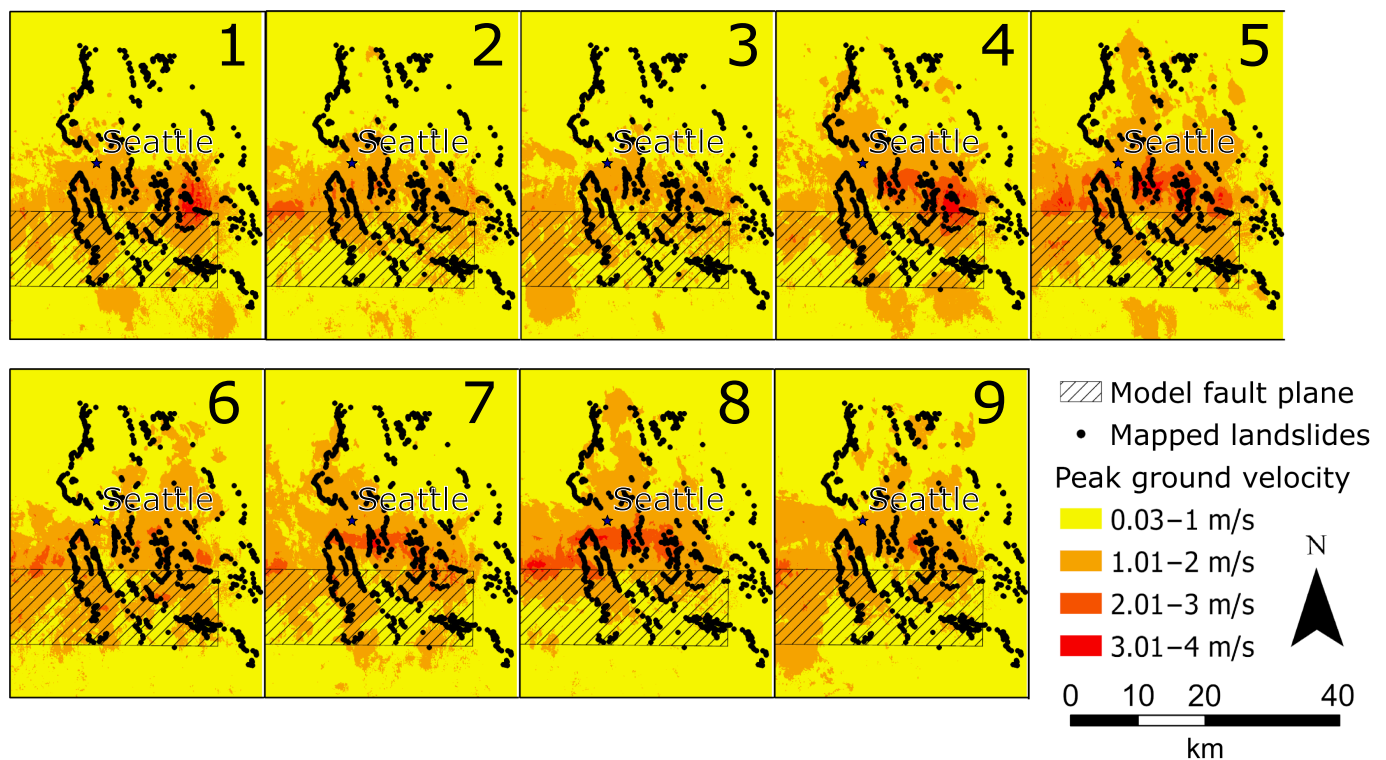 1 2 3 4 5
Seattle Seattle Seattle Seattle Seattle
6 7 8 9
Seattle Seattle Seattle Seattle
Model fault plane
Mapped landslides
Peak ground velocity
0.03–1 m/s
1.01–2 m/s
2.01–3 m/s
3.01–4 m/s
N
0 10 20 40
km